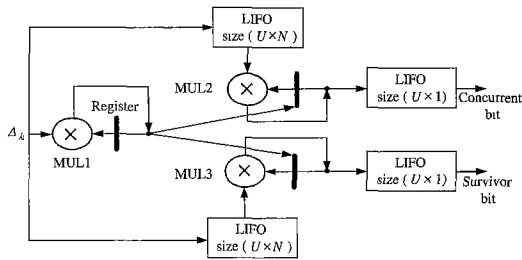 LIFO
size ( U×N )
MUL2
LIFO
size ( U×1 )
Concurrent
bit
Register
Δk
MUL1
MUL3
LIFO
size ( U×1 )
Survivor
bit
LIFO
size ( U×N )